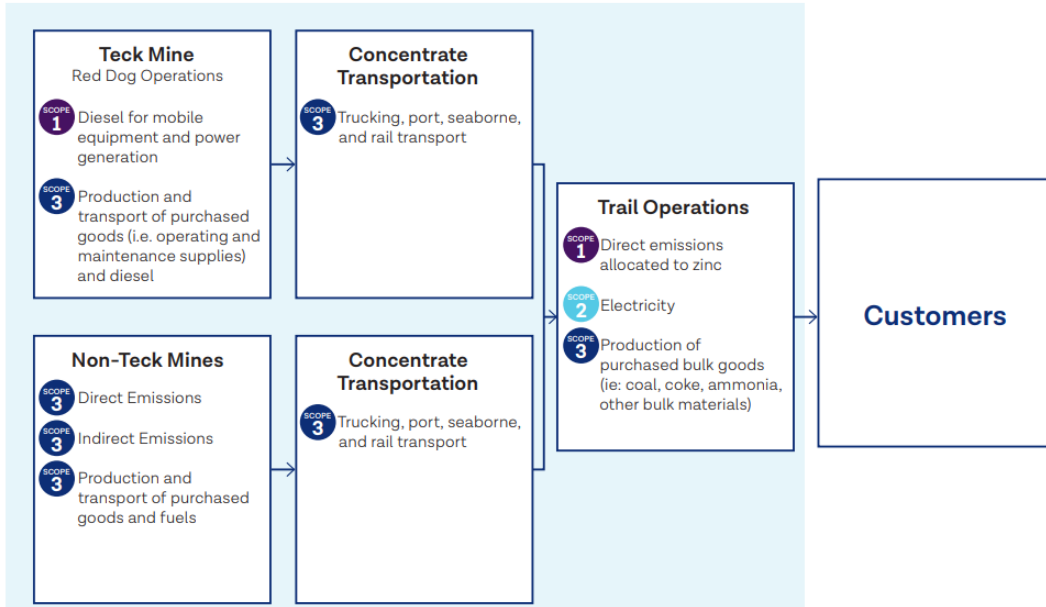 Teck Mine
Red Dog Operations
SCOPE
1
Diesel for mobile
equipment and power
generation
SCOPE
3
Production and
transport of purchased
goods (i.e. operating and
maintenance supplies)
and diesel
Concentrate
Transportation
SCOPE
3
Trucking, port, seaborne,
and rail transport
Non-Teck Mines
SCOPE
3
Direct Emissions
SCOPE
3
Indirect Emissions
SCOPE
3
Production and
transport of purchased
goods and fuels
Concentrate
Transportation
SCOPE
3
Trucking, port, seaborne,
and rail transport
Trail Operations
SCOPE
1
Direct emissions
allocated to zinc
SCOPE
2
Electricity
SCOPE
3
Production of
purchased bulk goods
(ie: coal, coke, ammonia,
other bulk materials)
Customers